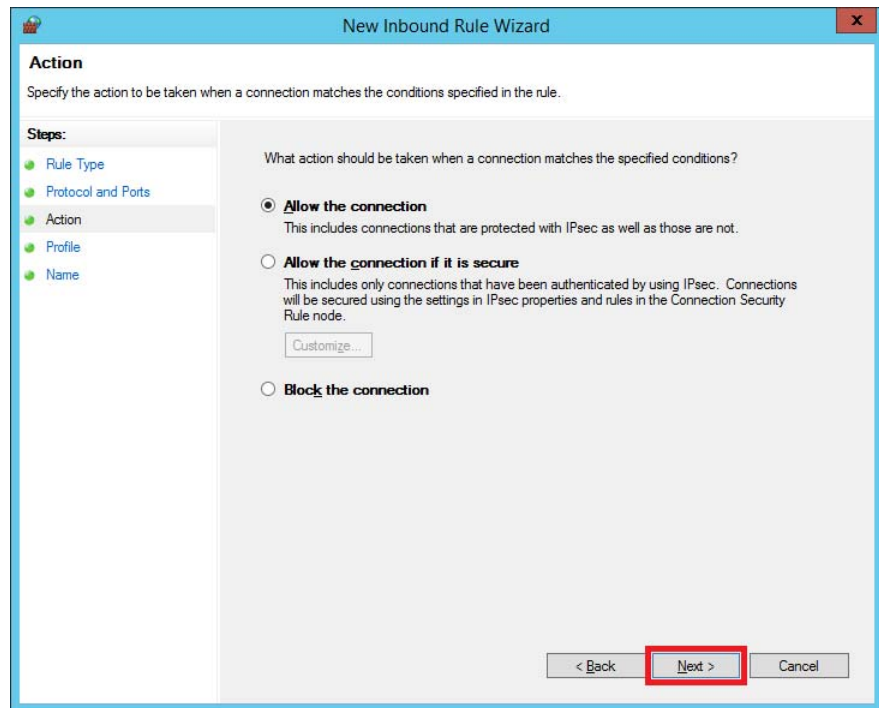 New Inbound Rule Wizard
x
Action
Specify the action to be taken when a connection matches the conditions specified in the rule.
Steps:
Rule Type
Protocol and Ports
Action
Profile
Name
What action should be taken when a connection matches the specified conditions?
Allow the connection
This includes connections that are protected with IPsec as well as those are not.
Allow the connection if it is secure
This includes only connections that have been authenticated by using IPsec. Connections
will be secured using the settings in IPsec properties and rules in the Connection Security
Rule node.
Customize...
Block the connection
< Back
Next >
Cancel